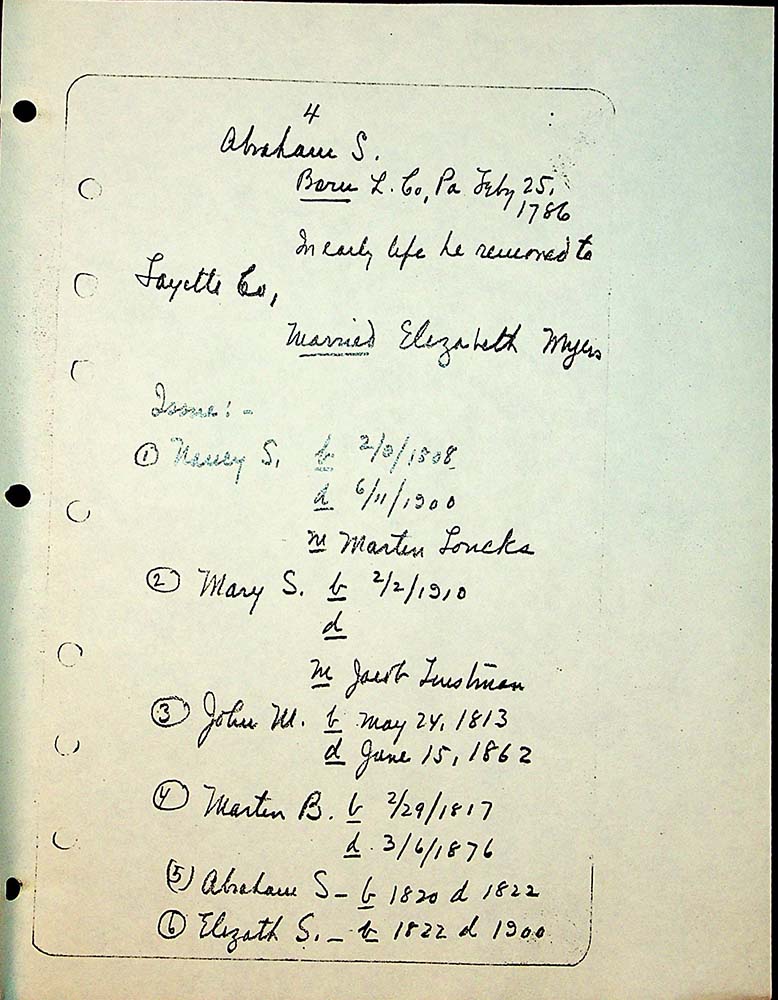 4
Abraham S.
Born L. Co, Pa Feby 25,
1786
In early life he removed to
Fayette Co,
Married Elizabeth Myers
Issue:-
① Nancy S. b 2/3/1808
d 6/11/1900
m Martin Loucks
② Mary S. b 2/2/1910
d
m Jacob
③ John M. b May 24, 1813
d June 15, 1862
④ Martin B. b 2/29/1817
d 3/6/1876
⑤ Abraham S - b 1820 d 1822
⑥ Elizath S. - b 1822 d 1900